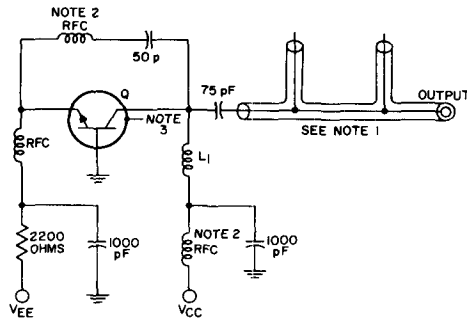 NOTE 2
RFC
50 p
Q
NOTE
3
75 pF
OUTPUT
SEE NOTE 1
RFC
L1
2200
OHMS
1000
pF
NOTE 2
RFC
1000
pF
VEE
VCC